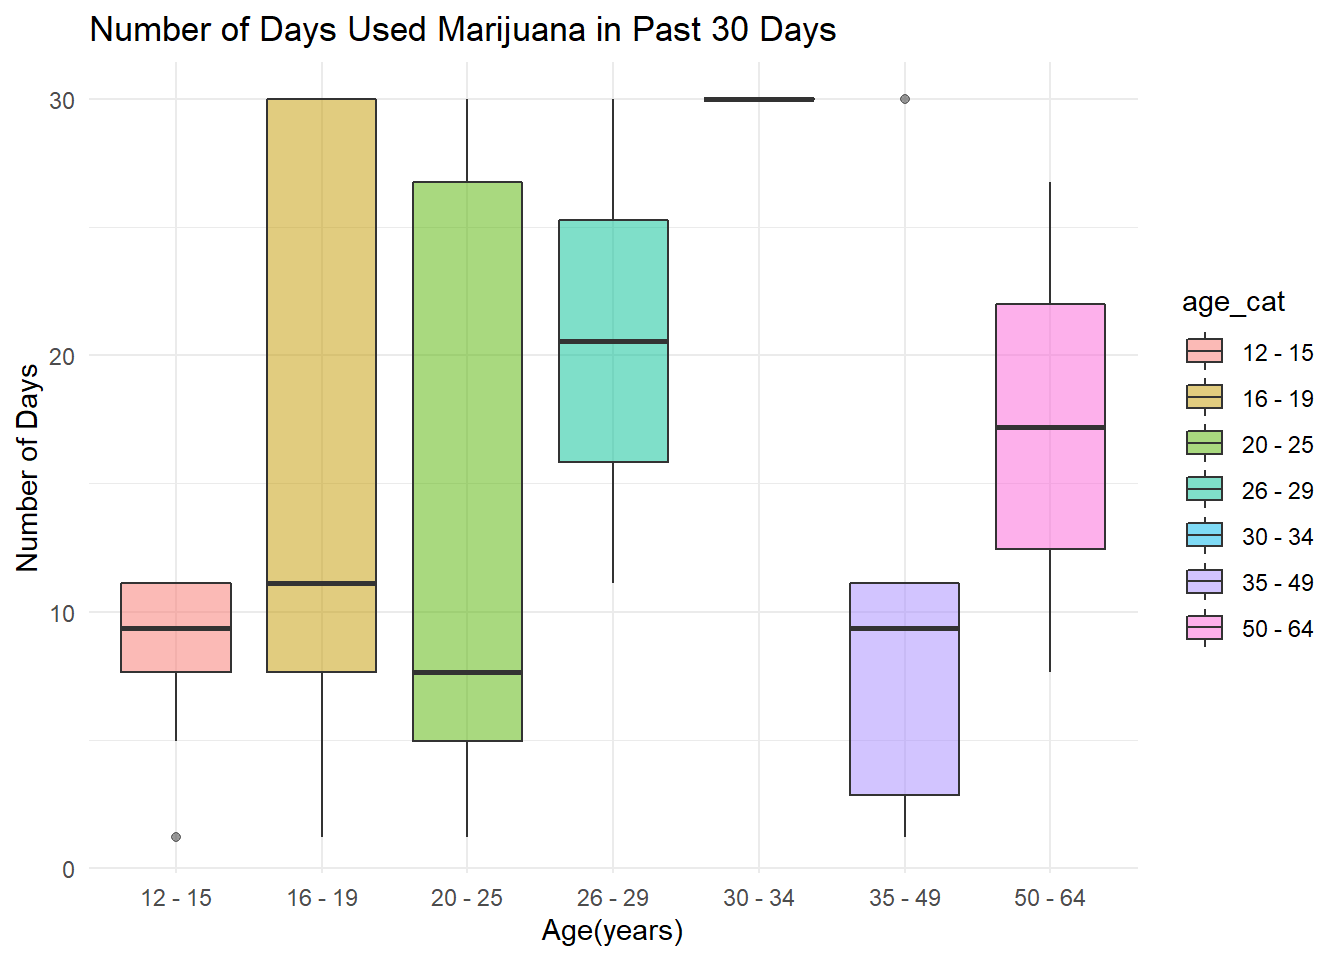 Number of Days Used Marijuana in Past 30 Days
30
20
10
0
Number of Days
12 - 15
16 - 19
20 - 25
26 - 29
30 - 34
35 - 49
50 - 64
Age(years)
age_cat
12 - 15
16 - 19
20 - 25
26 - 29
30 - 34
35 - 49
50 - 64